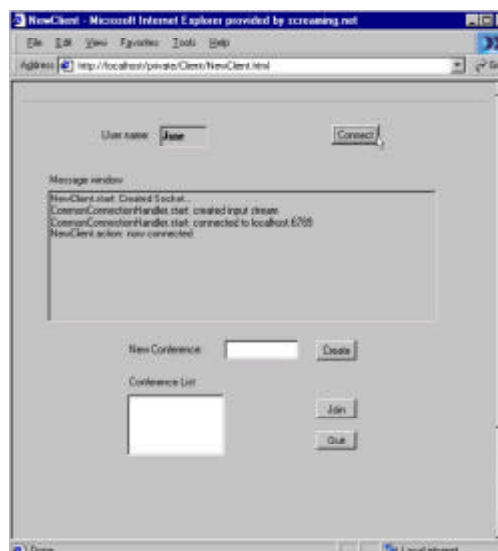 NewClient - Microsoft Internet Explorer provided by screaming.net
File Edit View Favorites Tools Help
Address http://localhost/private/Client/NewClient.html
User name: June Connect
Message window
NewClient.start: Created Socket...
CommonConnectionHandler.start: created input stream
CommonConnectionHandler.start: connected to localhost:6789
NewClient.action: now connected
New Conference: Create
Conference List
Join
Quit
Done Local intranet